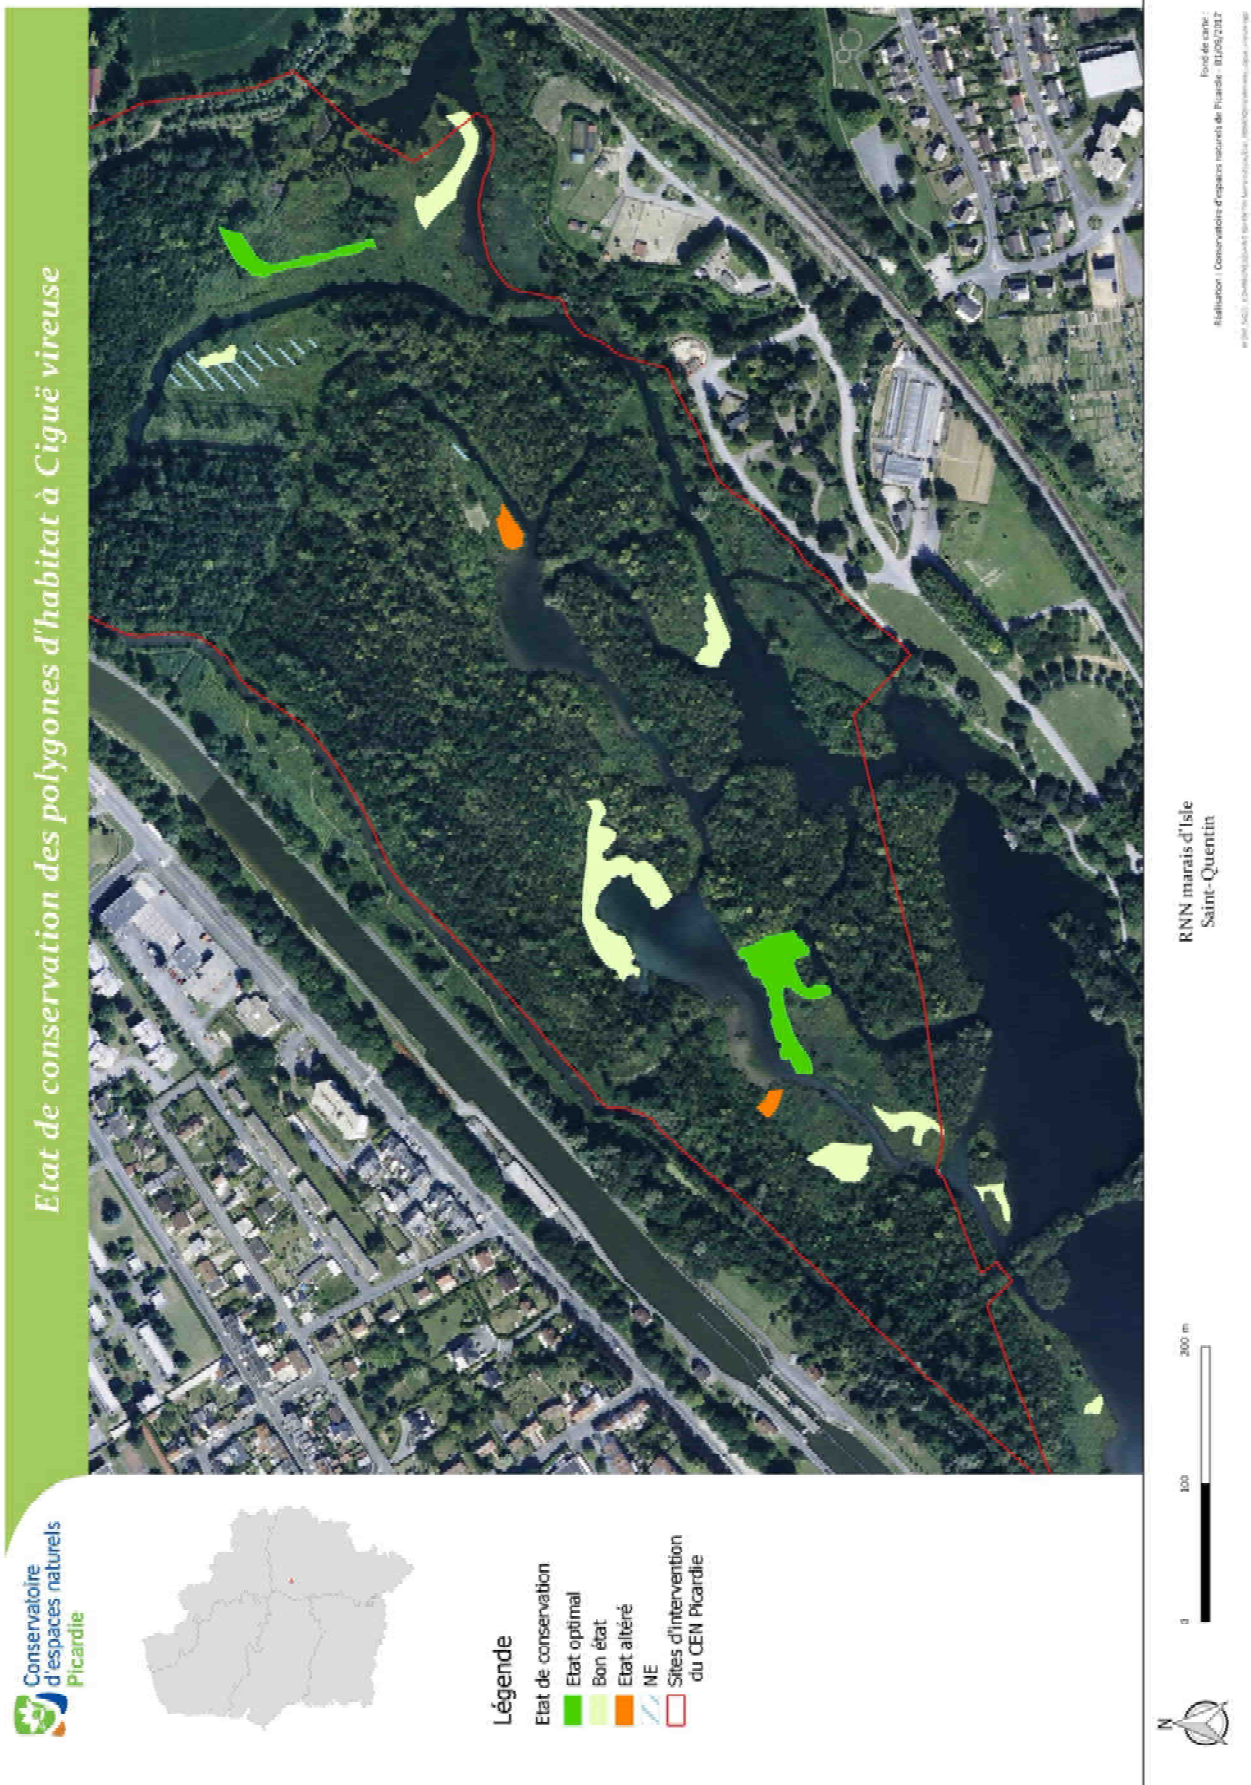 Etat de conservation des polygones d'habitat à Ciguë vireuse
Conservatoire
d'espaces naturels
Picardie
Légende
Etat de conservation
Etat optimal
Bon état
Etat altéré
NE
Sites d'intervention
du CEN Picardie
N
0
100
200 m
RNN marais d'Isle
Saint-Quentin
Fond de carte :
Réalisation : Conservatoire d'espaces naturels de Picardie - 01/06/2017